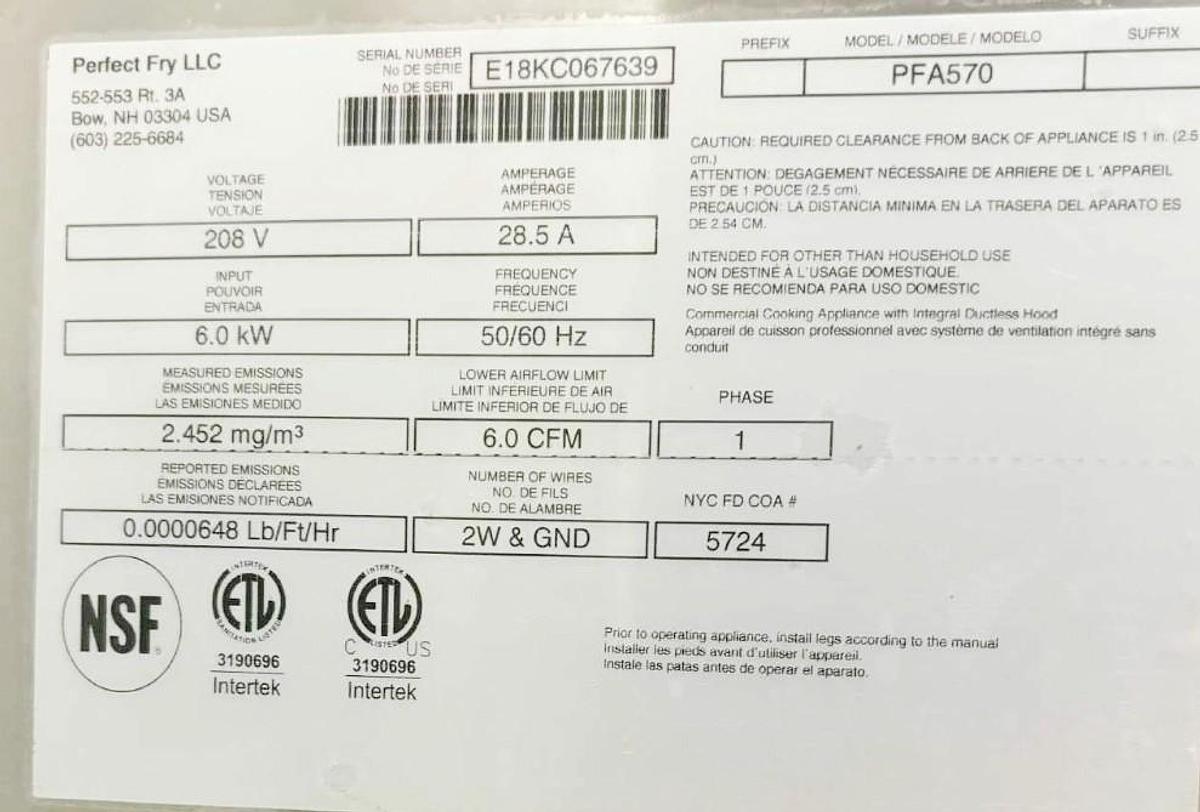 Perfect Fry LLC
552-553 Rt. 3A
Bow, NH 03304 USA
(603) 225-6684
SERIAL NUMBER
No DE SÉRIE
No DE SERI
E18KC067639
PREFIX
MODEL / MODELE / MODELO
SUFFIX
PFA570
CAUTION: REQUIRED CLEARANCE FROM BACK OF APPLIANCE IS 1 in. (2.5
cm.)
ATTENTION: DEGAGEMENT NÉCESSAIRE DE ARRIERE DE L 'APPAREIL
EST DE 1 POUCE (2.5 cm).
PRECAUCIÓN: LA DISTANCIA MINIMA EN LA TRASERA DEL APARATO ES
DE 2.54 CM.
INTENDED FOR OTHER THAN HOUSEHOLD USE
NON DESTINÉ À L'USAGE DOMESTIQUE.
NO SE RECOMIENDA PARA USO DOMESTIC
Commercial Cooking Appliance with Integral Ductless Hood
Appareil de cuisson professionnel avec système de ventilation intégré sans
conduit
VOLTAGE
TENSION
VOLTAJE
208 V
AMPERAGE
AMPÉRAGE
AMPERIOS
28.5 A
INPUT
POUVOIR
ENTRADA
6.0 kW
FREQUENCY
FRÉQUENCE
FRECUENCI
50/60 Hz
MEASURED EMISSIONS
ÉMISSIONS MESURÉES
LAS EMISIONES MEDIDO
2.452 mg/m³
LOWER AIRFLOW LIMIT
LIMIT INFERIEURE DE AIR
LIMITE INFERIOR DE FLUJO DE
6.0 CFM
PHASE
1
REPORTED EMISSIONS
ÉMISSIONS DÉCLARÉES
LAS EMISIONES NOTIFICADA
0.0000648 Lb/Ft/Hr
NUMBER OF WIRES
NO. DE FILS
NO. DE ALAMBRE
2W & GND
NYC FD COA #
5724
NSF®
INTERTEK
ETL
SANITATION LISTED
3190696
Intertek
INTERTEK
ETL
C LISTED US
3190696
Intertek
Prior to operating appliance, install legs according to the manual
Installer les pieds avant d'utiliser l'appareil.
Instale las patas antes de operar el aparato.